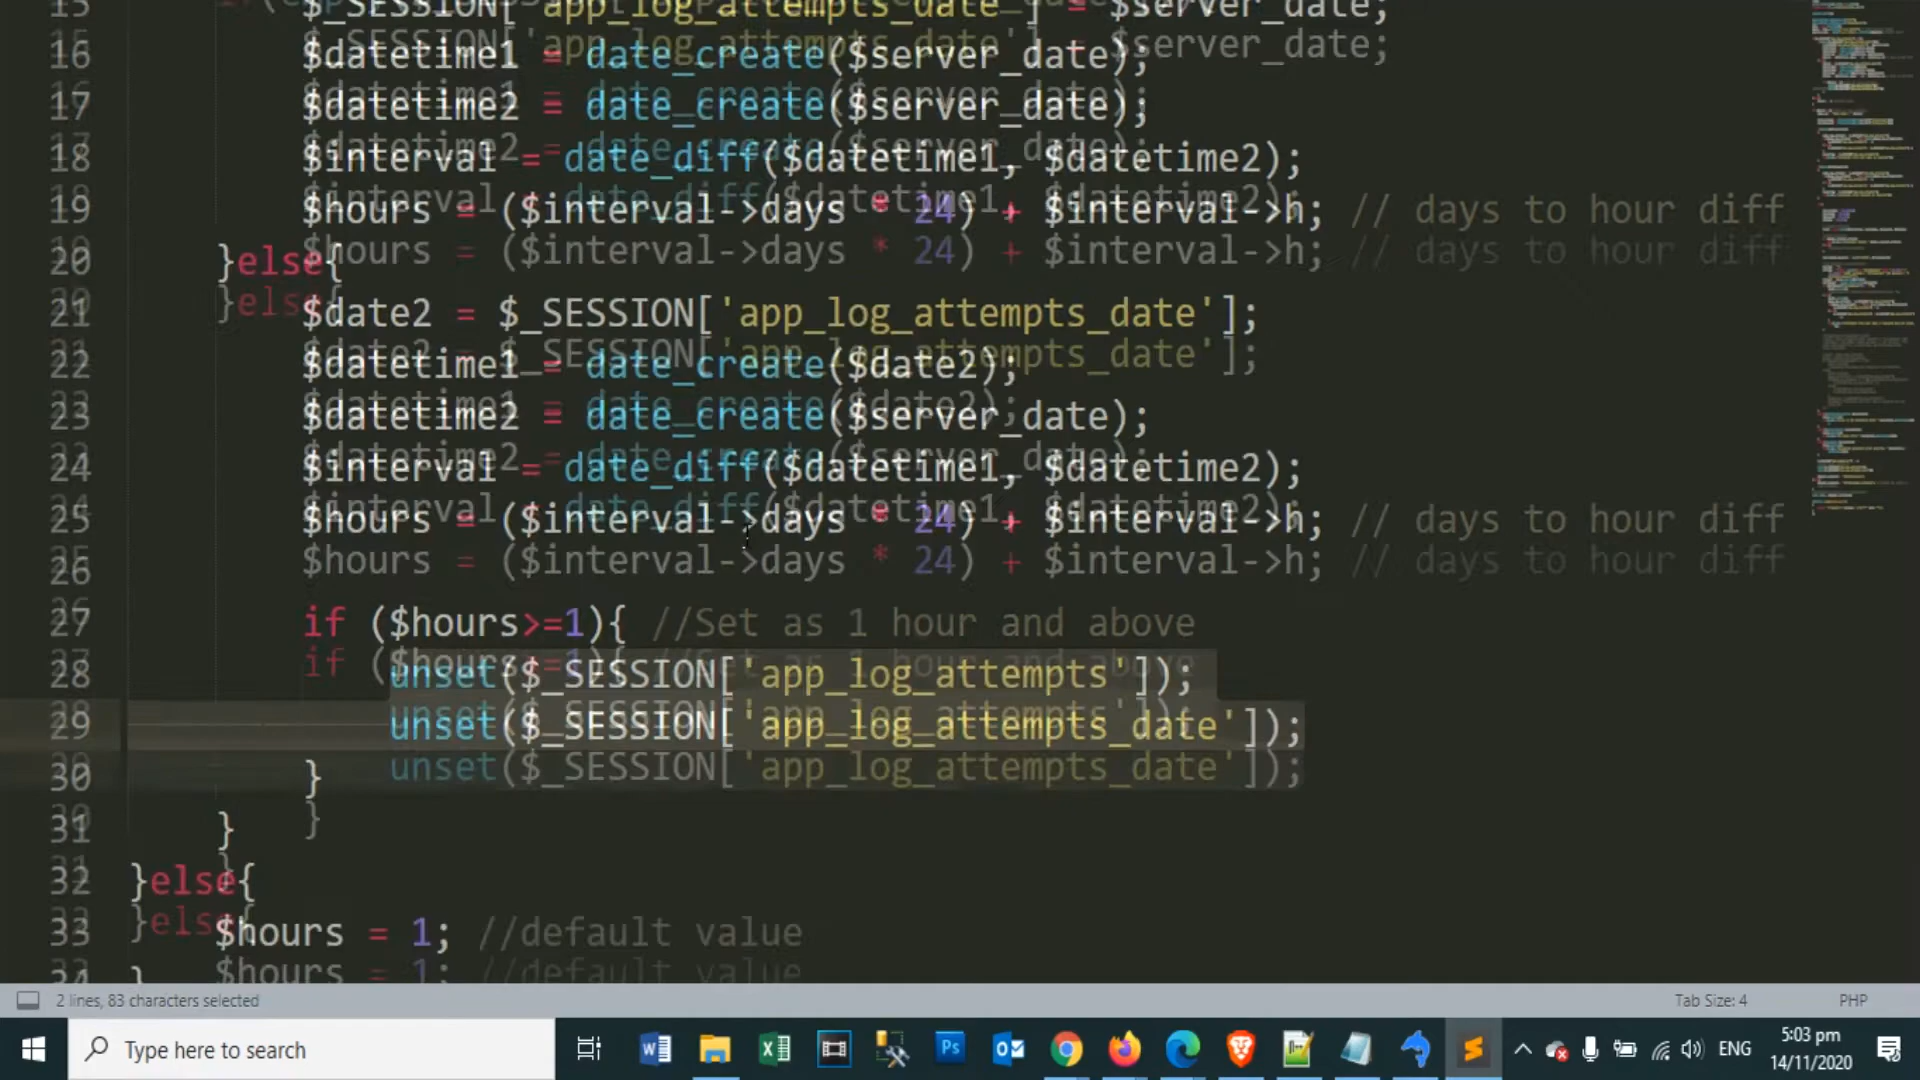 15 $_SESSION['app_log_attempts_date'] = $server_date;
16 $datetime1 = date_create($server_date);
17 $datetime2 = date_create($server_date);
18 $interval = date_diff($datetime1, $datetime2);
19 $hours = ($interval->days * 24) + $interval->h; // days to hour diff
20 }else{
21 $date2 = $_SESSION['app_log_attempts_date'];
22 $datetime1 = date_create($date2);
23 $datetime2 = date_create($server_date);
24 $interval = date_diff($datetime1, $datetime2);
25 $hours = ($interval->days * 24) + $interval->h; // days to hour diff
26
27 if ($hours>=1){ //Set as 1 hour and above
28 unset($_SESSION['app_log_attempts']);
29 unset($_SESSION['app_log_attempts_date']);
30 }
31 }
32 }else{
33 $hours = 1; //default value
34 }
2 lines, 83 characters selected Tab Size: 4 PHP
Type here to search ENG 5:03 pm
14/11/2020